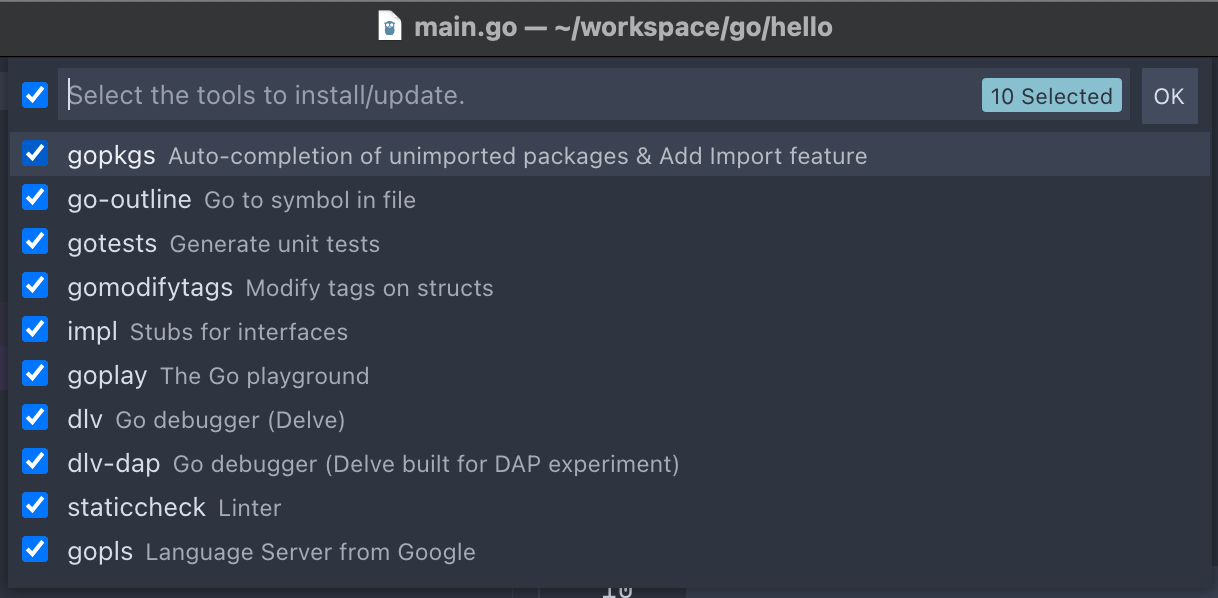 main.go — ~/workspace/go/hello
Select the tools to install/update. 10 Selected OK
gopkgs Auto-completion of unimported packages & Add Import feature
go-outline Go to symbol in file
gotests Generate unit tests
gomodifytags Modify tags on structs
impl Stubs for interfaces
goplay The Go playground
dlv Go debugger (Delve)
dlv-dap Go debugger (Delve built for DAP experiment)
staticcheck Linter
gopls Language Server from Google
10